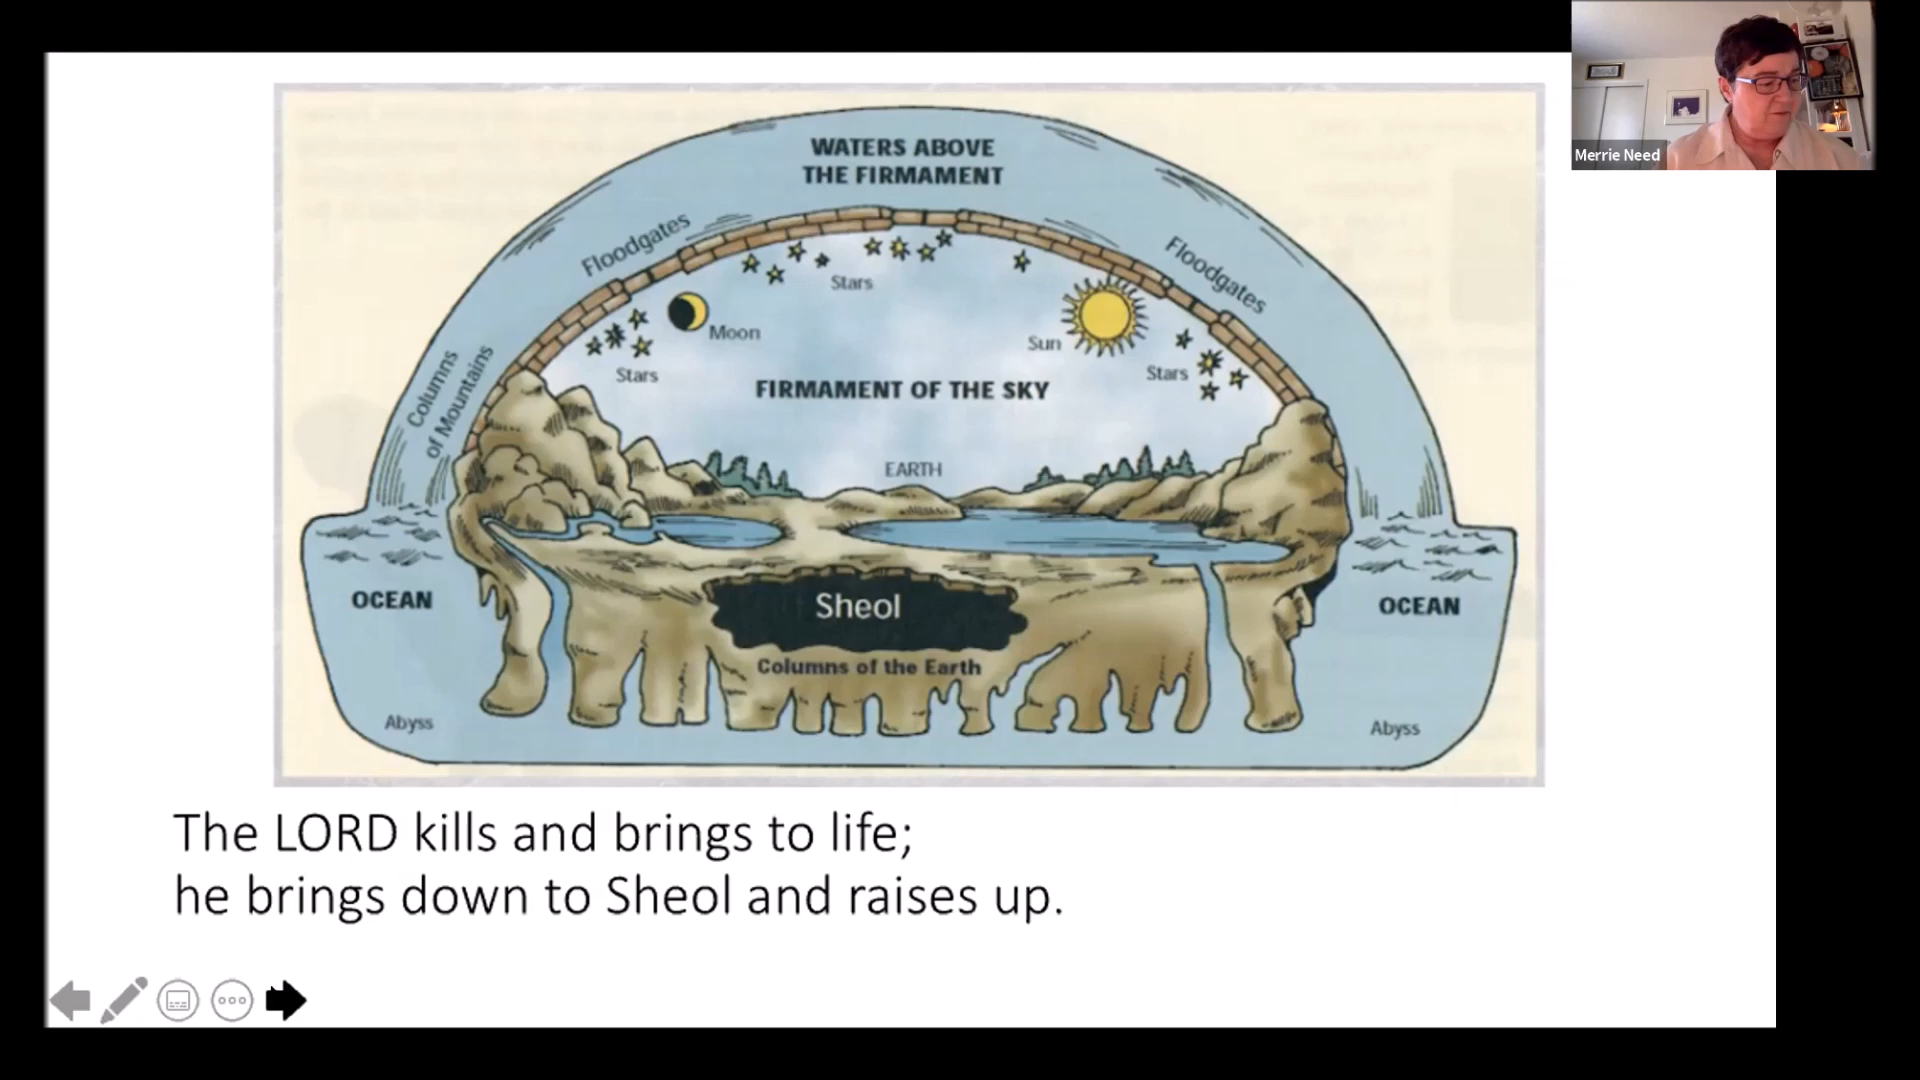 Merrie Need
WATERS ABOVE
THE FIRMAMENT
Floodgates
Floodgates
Stars
Moon
Sun
Stars
Stars
Columns
of Mountains
FIRMAMENT OF THE SKY
EARTH
OCEAN
Sheol
OCEAN
Columns of the Earth
Abyss
Abyss
The LORD kills and brings to life;
he brings down to Sheol and raises up.